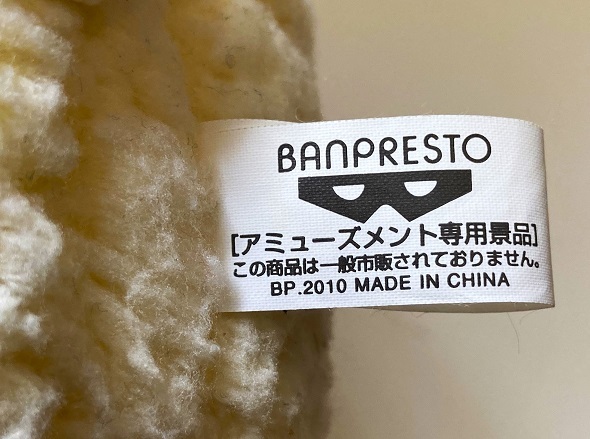 BANPRESTO
[アミューズメント専用景品]
この商品は一般市販されておりません。
BP.2010 MADE IN CHINA